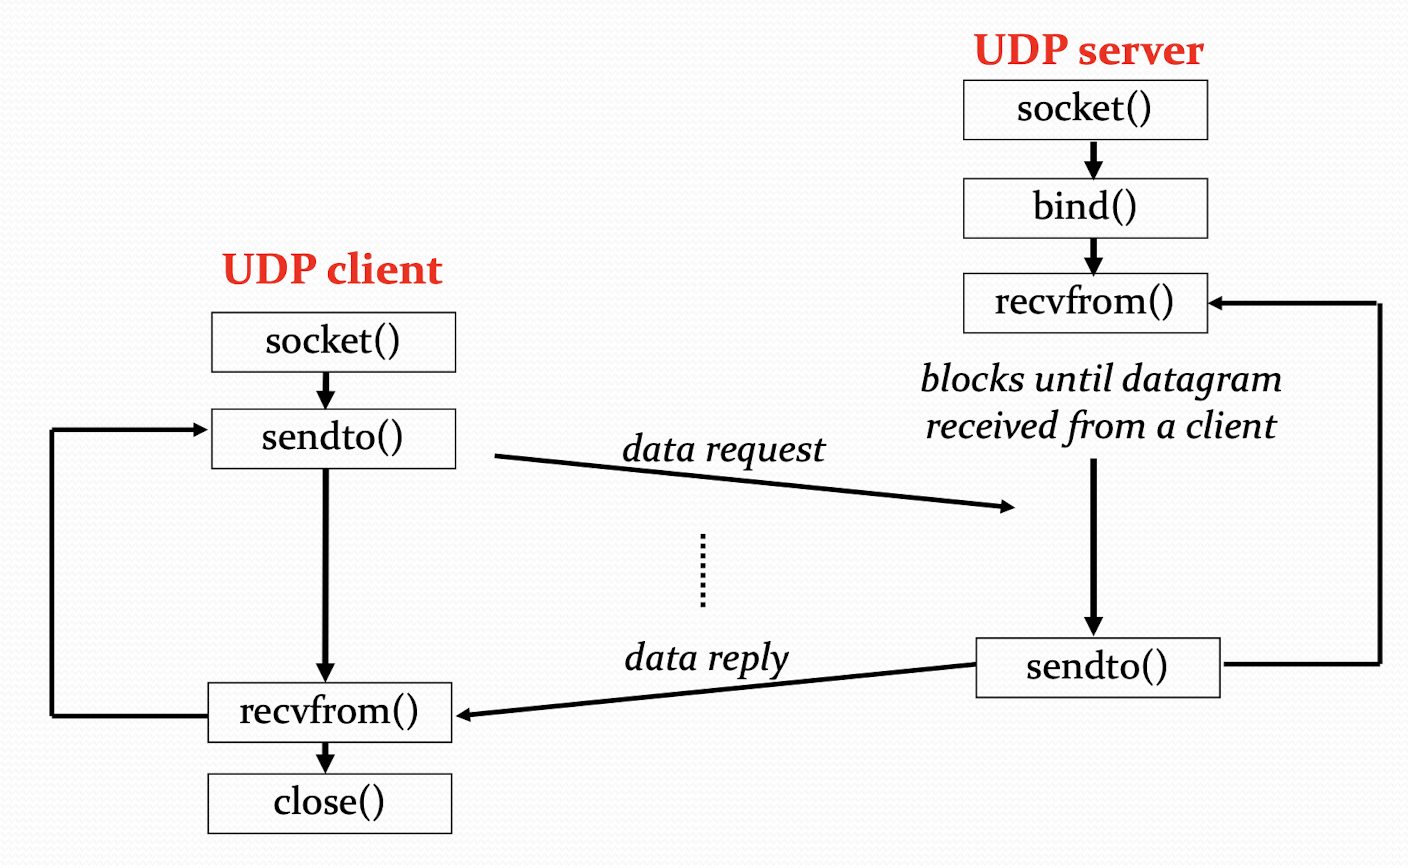 UDP server
socket()
bind()
recvfrom()
blocks until datagram
received from a client
sendto()
UDP client
socket()
sendto()
recvfrom()
close()
data request
data reply